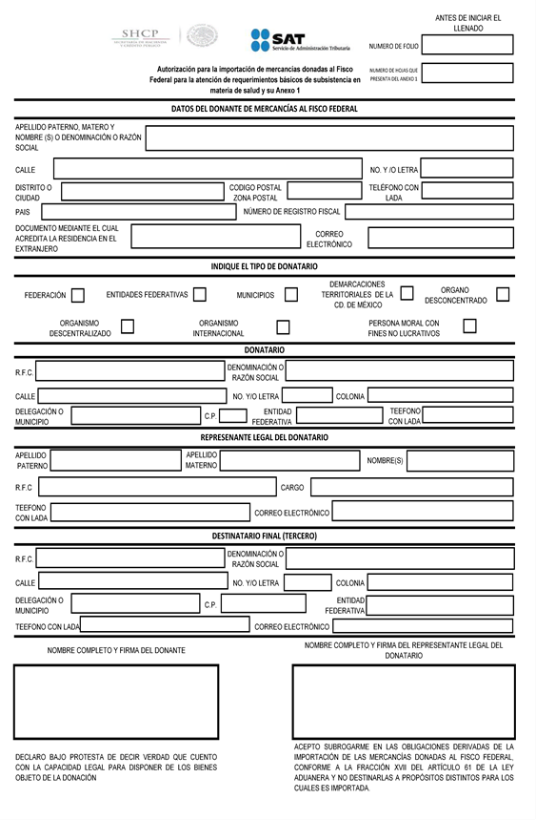 ANTES DE INICIAR EL
LLENADO
SHCP
SECRETARÍA DE HACIENDA
Y CRÉDITO PÚBLICO
SAT
Servicio de Administración Tributaria
NUMERO DE FOLIO
Autorización para la importación de mercancías donadas al Fisco
Federal para la atención de requerimientos básicos de subsistencia en
materia de salud y su Anexo 1
NUMERO DE HOJAS QUE
PRESENTA DEL ANEXO 1
DATOS DEL DONANTE DE MERCANCÍAS AL FISCO FEDERAL
APELLIDO PATERNO, MATERO Y
NOMBRE (S) O DENOMINACIÓN O RAZÓN
SOCIAL
CALLE
NO. Y /O LETRA
DISTRITO O
CIUDAD
CODIGO POSTAL
ZONA POSTAL
TELÉFONO CON
LADA
PAIS
NÚMERO DE REGISTRO FISCAL
DOCUMENTO MEDIANTE EL CUAL
ACREDITA LA RESIDENCIA EN EL
EXTRANJERO
CORREO
ELECTRÓNICO
INDIQUE EL TIPO DE DONATARIO
FEDERACIÓN
ENTIDADES FEDERATIVAS
MUNICIPIOS
DEMARCACIONES
TERRITORIALES DE LA
CD. DE MÉXICO
ORGANO
DESCONCENTRADO
ORGANISMO
DESCENTRALIZADO
ORGANISMO
INTERNACIONAL
PERSONA MORAL CON
FINES NO LUCRATIVOS
DONATARIO
R.F.C.
DENOMINACIÓN O
RAZÓN SOCIAL
CALLE
NO. Y/O LETRA
COLONIA
DELEGACIÓN O
MUNICIPIO
C.P.
ENTIDAD
FEDERATIVA
TEEFONO
CON LADA
REPRESENANTE LEGAL DEL DONATARIO
APELLIDO
PATERNO
APELLIDO
MATERNO
NOMBRE(S)
R.F.C
CARGO
TEEFONO
CON LADA
CORREO ELECTRÓNICO
DESTINATARIO FINAL (TERCERO)
R.F.C.
DENOMINACIÓN O
RAZÓN SOCIAL
CALLE
NO. Y/O LETRA
COLONIA
DELEGACIÓN O
MUNICIPIO
C.P.
ENTIDAD
FEDERATIVA
TEEFONO CON LADA
CORREO ELECTRÓNICO
NOMBRE COMPLETO Y FIRMA DEL DONANTE
NOMBRE COMPLETO Y FIRMA DEL REPRESENTANTE LEGAL DEL
DONATARIO
DECLARO BAJO PROTESTA DE DECIR VERDAD QUE CUENTO
CON LA CAPACIDAD LEGAL PARA DISPONER DE LOS BIENES
OBJETO DE LA DONACIÓN
ACEPTO SUBROGARME EN LAS OBLIGACIONES DERIVADAS DE LA
IMPORTACIÓN DE LAS MERCANCÍAS DONADAS AL FISCO FEDERAL,
CONFORME A LA FRACCIÓN XVII DEL ARTÍCULO 61 DE LA LEY
ADUANERA Y NO DESTINARLAS A PROPÓSITOS DISTINTOS PARA LOS
CUALES ES IMPORTADA.